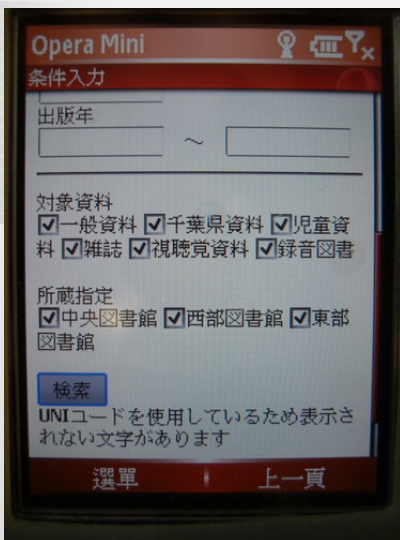 Opera Mini
条件入力
出版年
～
対象資料
一般資料 千葉県資料 児童資
料 雑誌 視聴覚資料 録音図書
所蔵指定
中央図書館 西部図書館 東部
図書館
検索
UNIコードを使用しているため表示さ
れない文字があります
選單 上一頁